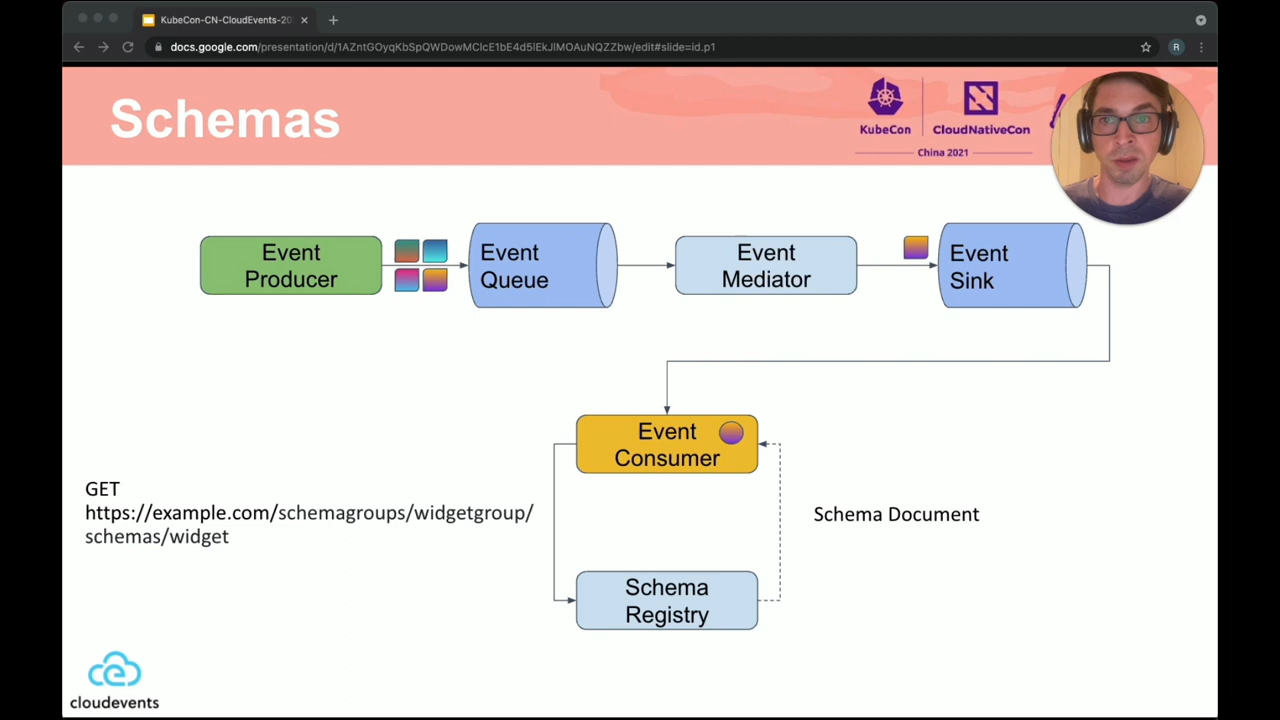 KubeCon-CN-CloudEvents-20
docs.google.com/presentation/d/1AZntGOyqKbSpQWDowMClcE1bE4d5lEkJlMOAuNQZZbw/edit#slide=id.p1
R
Schemas
KubeCon
CloudNativeCon
China 2021
Event
Producer
Event
Queue
Event
Mediator
Event
Sink
Event
Consumer
GET
https://example.com/schemagroups/widgetgroup/
schemas/widget
Schema Document
Schema
Registry
cloudevents